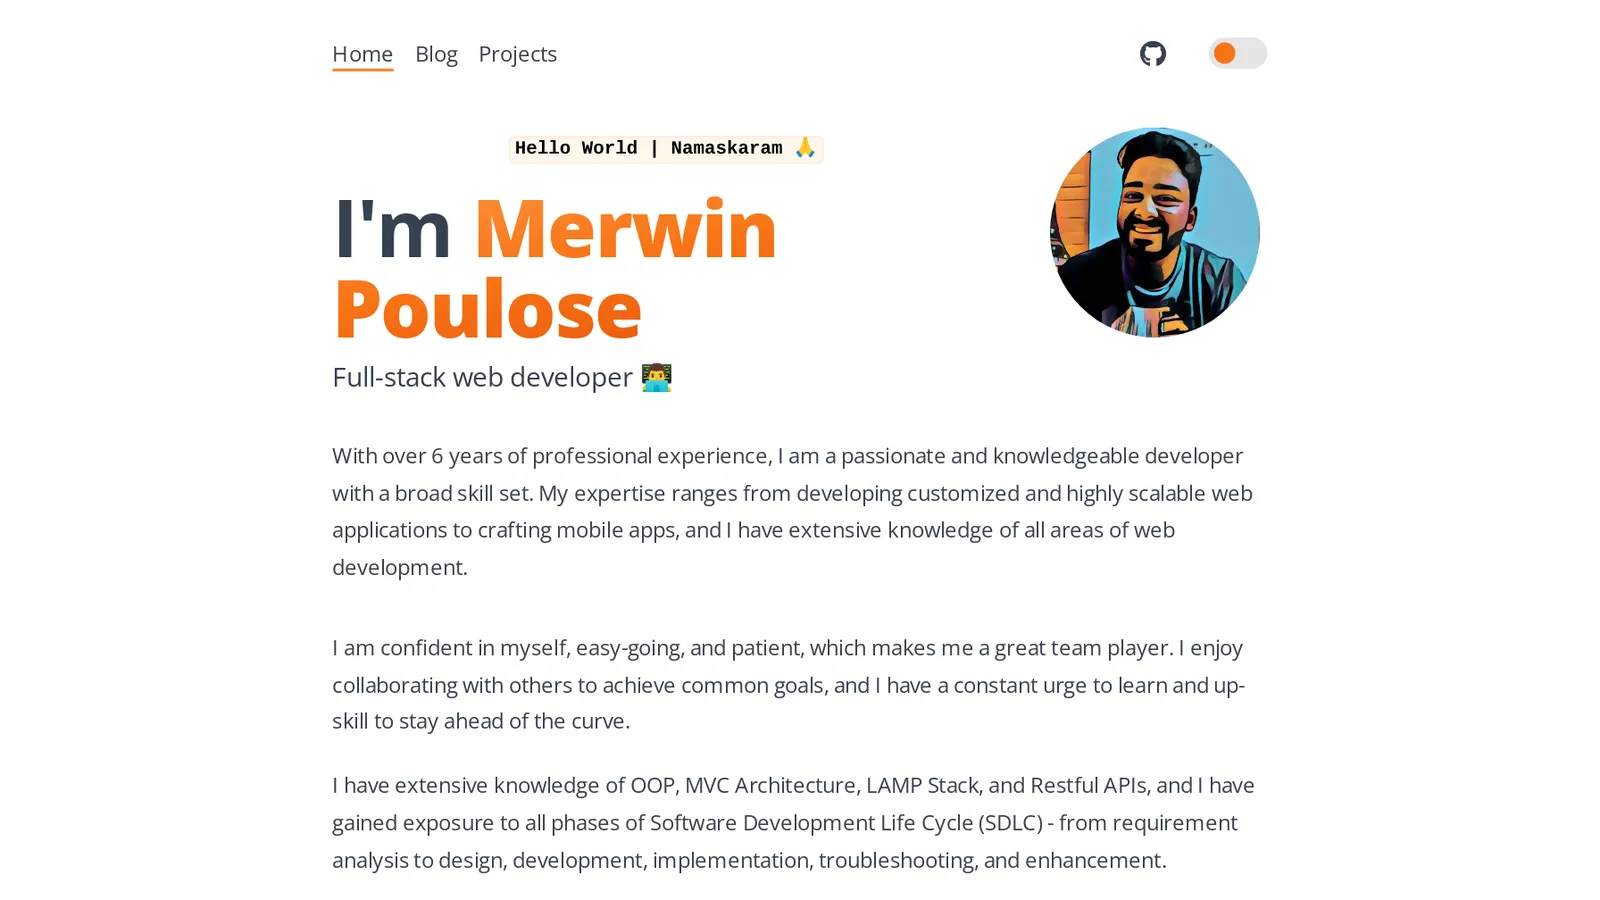 Home Blog Projects
Hello World | Namaskaram 🙏
I'm Merwin
Poulose
Full-stack web developer 👨‍💻
With over 6 years of professional experience, I am a passionate and knowledgeable developer
with a broad skill set. My expertise ranges from developing customized and highly scalable web
applications to crafting mobile apps, and I have extensive knowledge of all areas of web
development.
I am confident in myself, easy-going, and patient, which makes me a great team player. I enjoy
collaborating with others to achieve common goals, and I have a constant urge to learn and up-
skill to stay ahead of the curve.
I have extensive knowledge of OOP, MVC Architecture, LAMP Stack, and Restful APIs, and I have
gained exposure to all phases of Software Development Life Cycle (SDLC) - from requirement
analysis to design, development, implementation, troubleshooting, and enhancement.